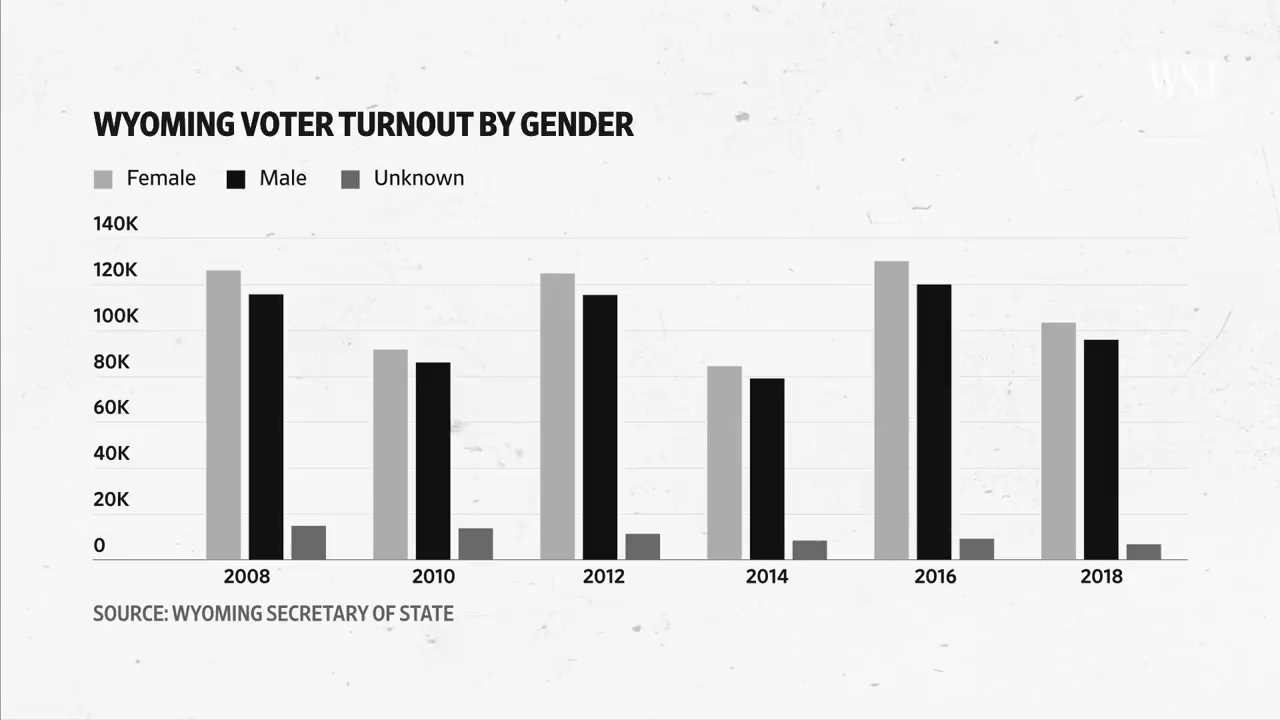 WSJ
WYOMING VOTER TURNOUT BY GENDER
Female Male Unknown
140K
120K
100K
80K
60K
40K
20K
0
2008 2010 2012 2014 2016 2018
SOURCE: WYOMING SECRETARY OF STATE